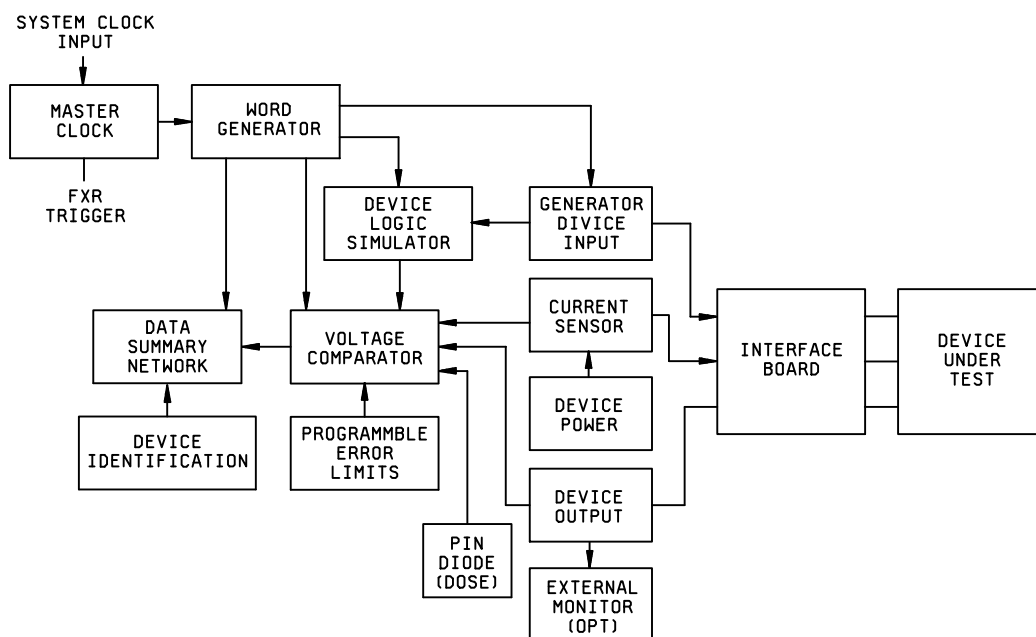 SYSTEM CLOCK
INPUT
MASTER
CLOCK
FXR
TRIGGER
WORD
GENERATOR
DEVICE
LOGIC
SIMULATOR
GENERATOR
DIVICE
INPUT
DATA
SUMMARY
NETWORK
VOLTAGE
COMPARATOR
CURRENT
SENSOR
INTERFACE
BOARD
DEVICE
UNDER
TEST
DEVICE
IDENTIFICATION
PROGRAMMBLE
ERROR
LIMITS
DEVICE
POWER
DEVICE
OUTPUT
PIN
DIODE
(DOSE)
EXTERNAL
MONITOR
(OPT)